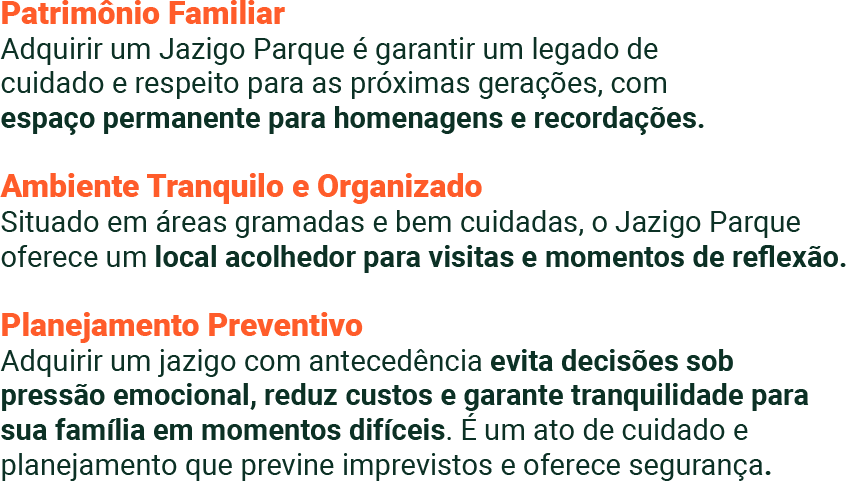 Patrimônio Familiar
Adquirir um Jazigo Parque é garantir um legado de
cuidado e respeito para as próximas gerações, com
espaço permanente para homenagens e recordações.
Ambiente Tranquilo e Organizado
Situado em áreas gramadas e bem cuidadas, o Jazigo Parque
oferece um local acolhedor para visitas e momentos de reflexão.
Planejamento Preventivo
Adquirir um jazigo com antecedência evita decisões sob
pressão emocional, reduz custos e garante tranquilidade para
sua família em momentos difíceis. É um ato de cuidado e
planejamento que previne imprevistos e oferece segurança.